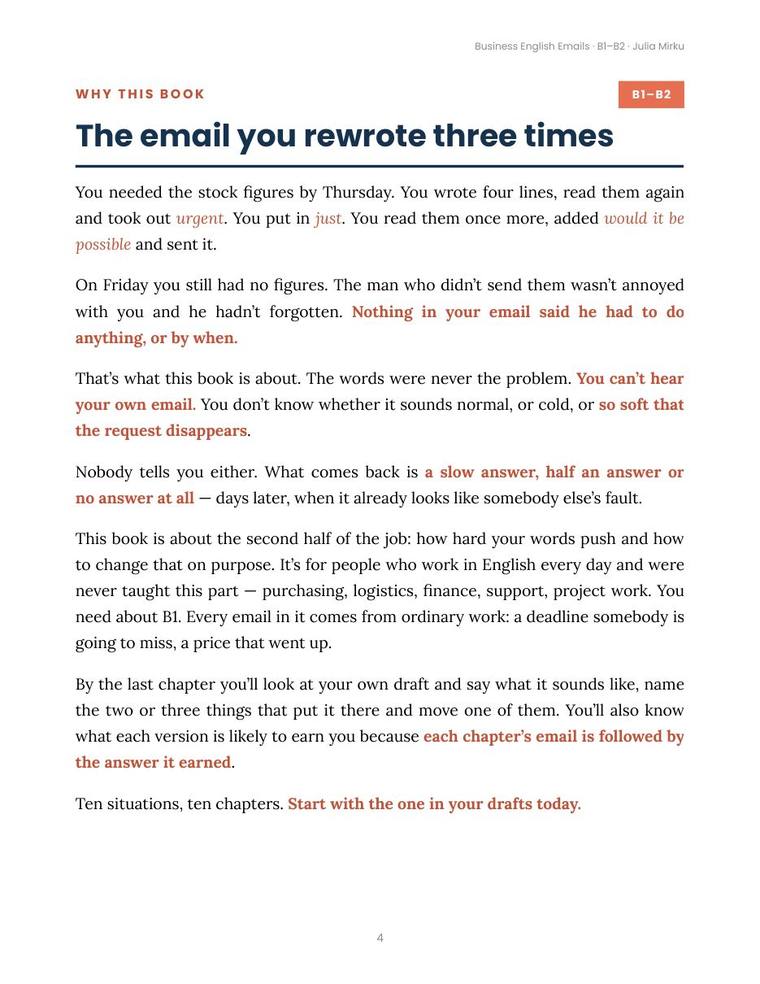 Business English Emails · B1–B2 · Julia Mirku
WHY THIS BOOK
B1–B2
The email you rewrote three times
You needed the stock figures by Thursday. You wrote four lines, read them again
and took out urgent. You put in just. You read them once more, added would it be
possible and sent it.
On Friday you still had no figures. The man who didn’t send them wasn’t annoyed
with you and he hadn’t forgotten. Nothing in your email said he had to do
anything, or by when.
That’s what this book is about. The words were never the problem. You can’t hear
your own email. You don’t know whether it sounds normal, or cold, or so soft that
the request disappears.
Nobody tells you either. What comes back is a slow answer, half an answer or
no answer at all — days later, when it already looks like somebody else’s fault.
This book is about the second half of the job: how hard your words push and how
to change that on purpose. It’s for people who work in English every day and were
never taught this part — purchasing, logistics, finance, support, project work. You
need about B1. Every email in it comes from ordinary work: a deadline somebody is
going to miss, a price that went up.
By the last chapter you’ll look at your own draft and say what it sounds like, name
the two or three things that put it there and move one of them. You’ll also know
what each version is likely to earn you because each chapter’s email is followed by
the answer it earned.
Ten situations, ten chapters. Start with the one in your drafts today.
4